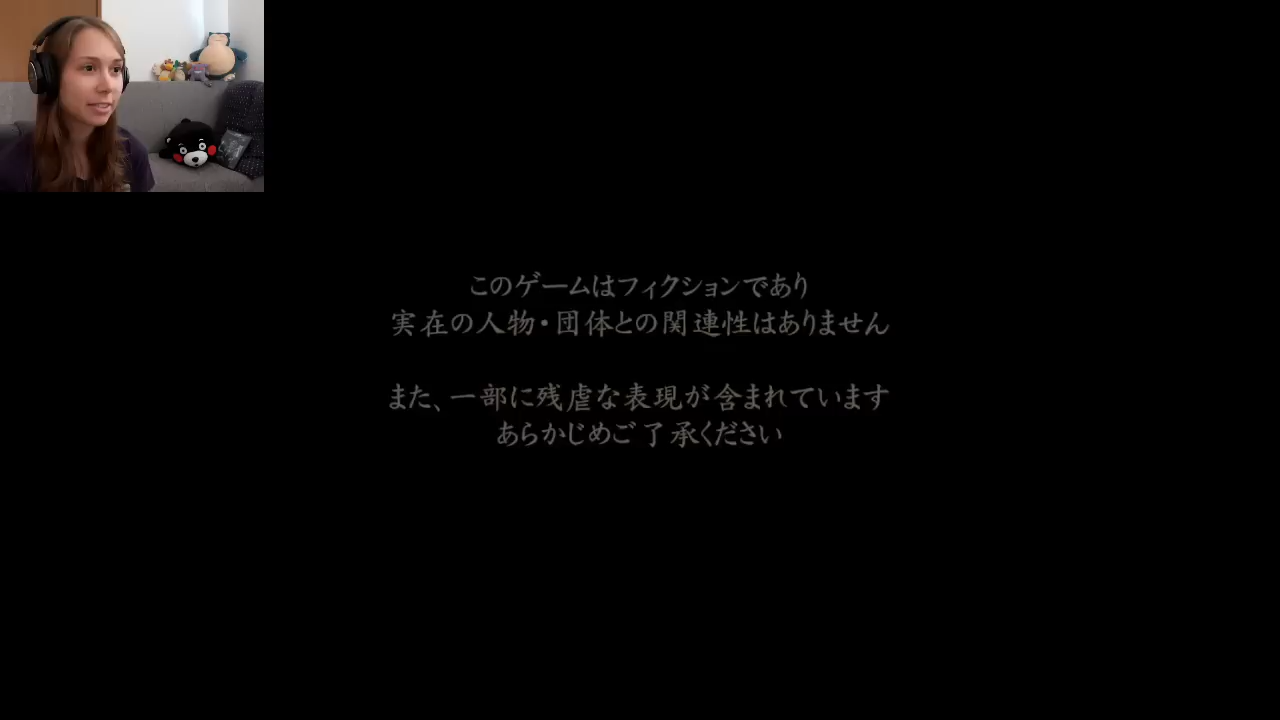 このゲームはフィクションであり
実在の人物・団体との関連性はありません
また、一部に残虐な表現が含まれています
あらかじめご了承ください